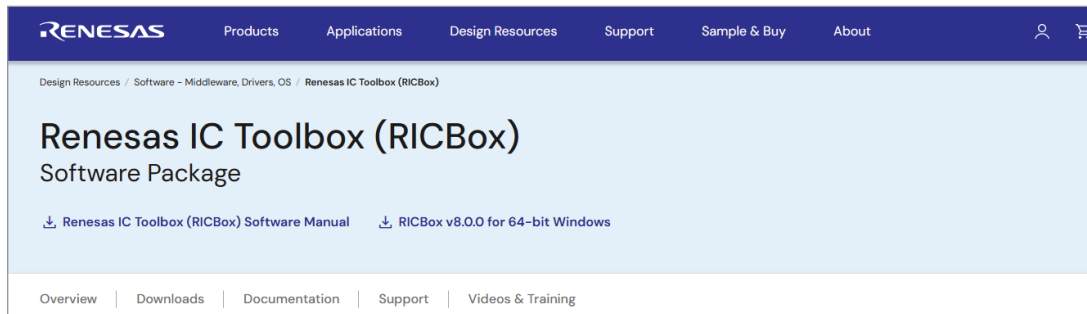 RENESAS Products Applications Design Resources Support Sample & Buy About
Design Resources / Software – Middleware, Drivers, OS / Renesas IC Toolbox (RICBox)
Renesas IC Toolbox (RICBox)
Software Package
Renesas IC Toolbox (RICBox) Software Manual RICBox v8.0.0 for 64-bit Windows
Overview Downloads Documentation Support Videos & Training